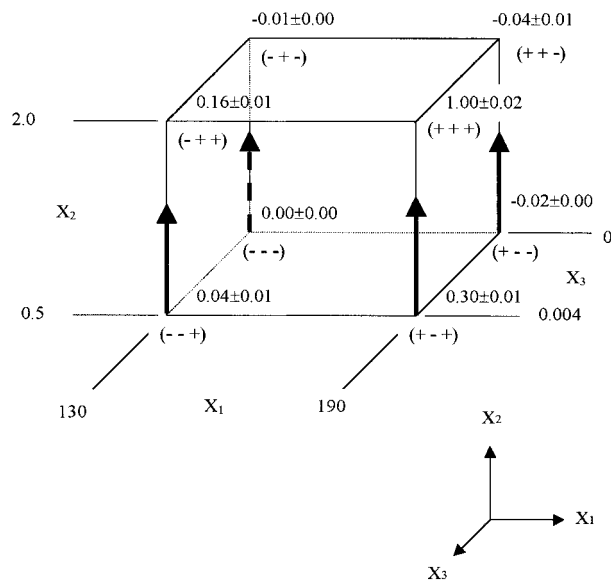 -0.01±0.00
-0.04±0.01
(- + -)
(+ + -)
0.16±0.01
1.00±0.02
2.0
(- + +)
(+ + +)
X₂
0.00±0.00
-0.02±0.00
0
(- - -)
(+ - -)
X₃
0.04±0.01
0.30±0.01
0.5
0.004
(- - +)
(+ - +)
130
X₁
190
X₂
X₁
X₃